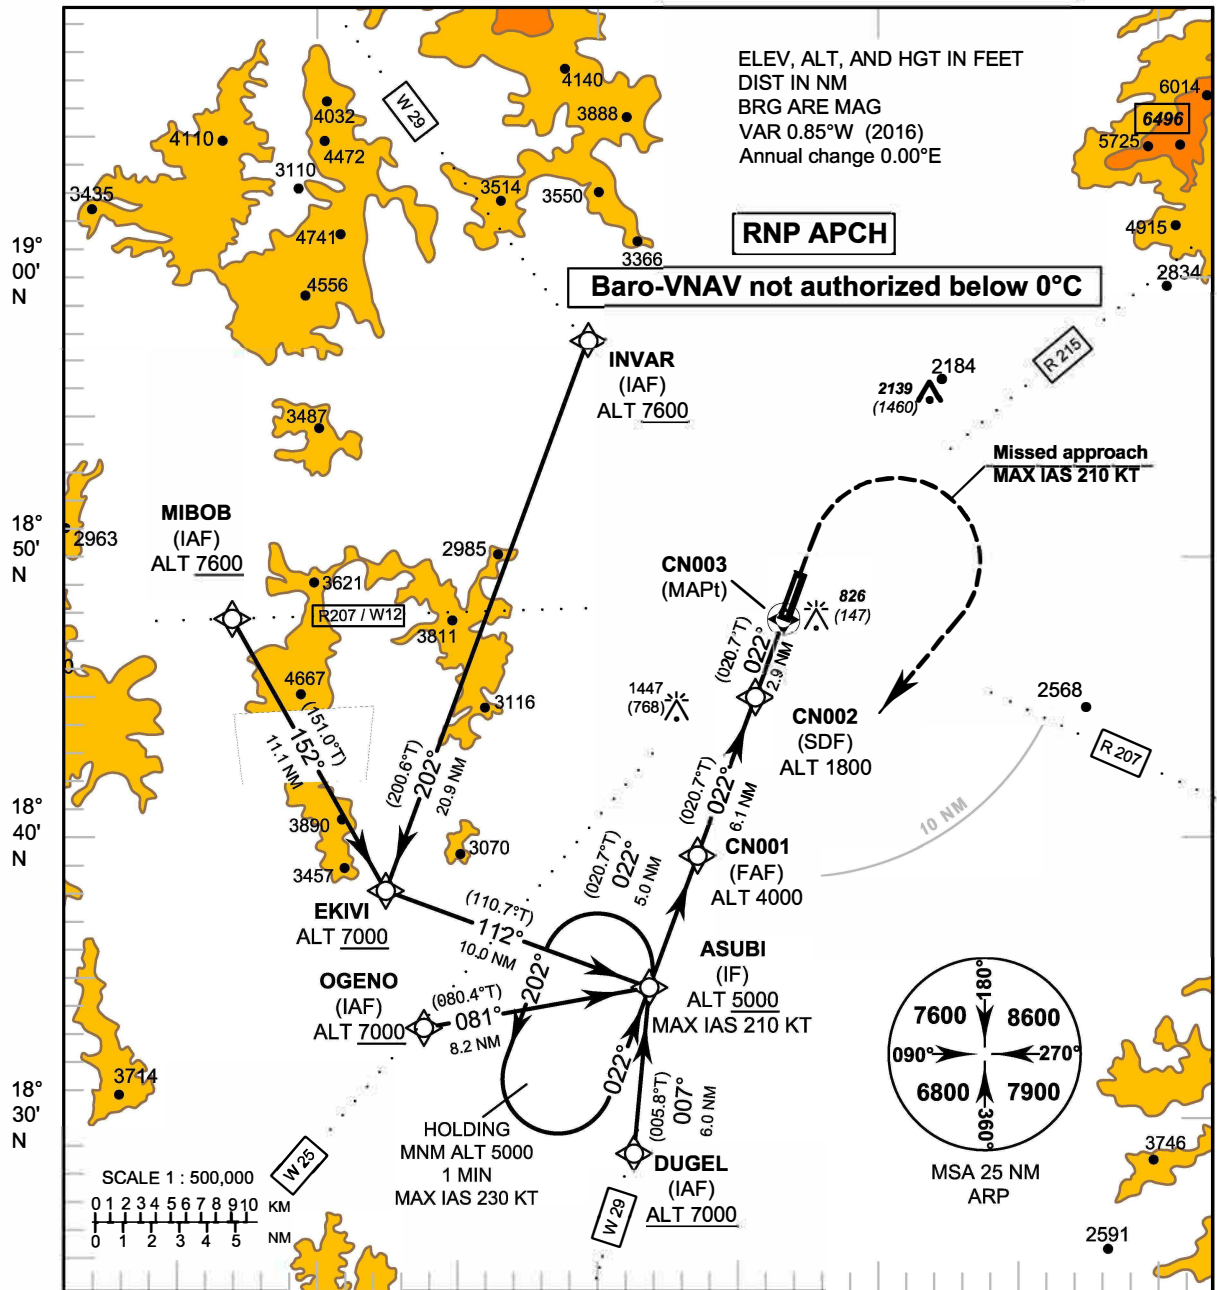 ELEV, ALT, AND HGT IN FEET
DIST IN NM
BRG ARE MAG
VAR 0.85°W (2016)
Annual change 0.00°E
RNP APCH
Baro-VNAV not authorized below 0°C
W 29
4140
3888
4032
4110
4472
3110
3435
3514
3550
4741
3366
4556
6014
6496
5725
4915
2834
19°
00'
N
INVAR
(IAF)
ALT 7600
R 215
2184
2139
(1460)
3487
Missed approach
MAX IAS 210 KT
18°
50'
N
2963
MIBOB
(IAF)
ALT 7600
2985
3621
R207 / W12
3811
CN003
(MAPt)
826
(147)
(020.7°T)
022°
2.9 NM
4667
3116
1447
(768)
CN002
(SDF)
ALT 1800
2568
R 207
(151.0°T)
152°
11.1 NM
(200.6°T)
202°
20.9 NM
(020.7°T)
022°
6.1 NM
10 NM
18°
40'
N
3890
3457
3070
CN001
(FAF)
ALT 4000
(020.7°T)
022°
5.0 NM
EKIVI
ALT 7000
(110.7°T)
112°
10.0 NM
ASUBI
(IF)
ALT 5000
MAX IAS 210 KT
OGENO
(IAF)
ALT 7000
(080.4°T)
081°
8.2 NM
202°
022°
(005.8°T)
007°
6.0 NM
HOLDING
MNM ALT 5000
1 MIN
MAX IAS 230 KT
DUGEL
(IAF)
ALT 7000
W 25
W 29
180°
7600 8600
090° 270°
6800 7900
360°
MSA 25 NM
ARP
18°
30'
N
3714
3746
2591
SCALE 1 : 500,000
0 1 2 3 4 5 6 7 8 9 10 KM
0 1 2 3 4 5 NM